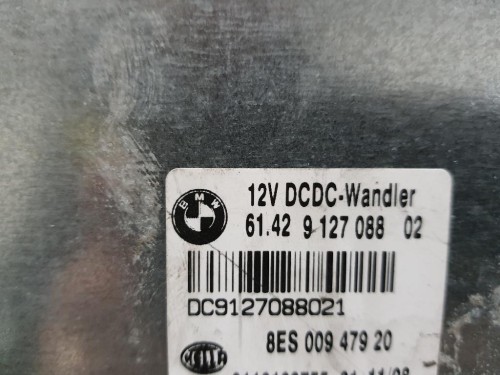 BMW
12V DCDC-Wandler
61.42 9 127 088 02
DC9127088021
8ES 009 479 20
HELLA